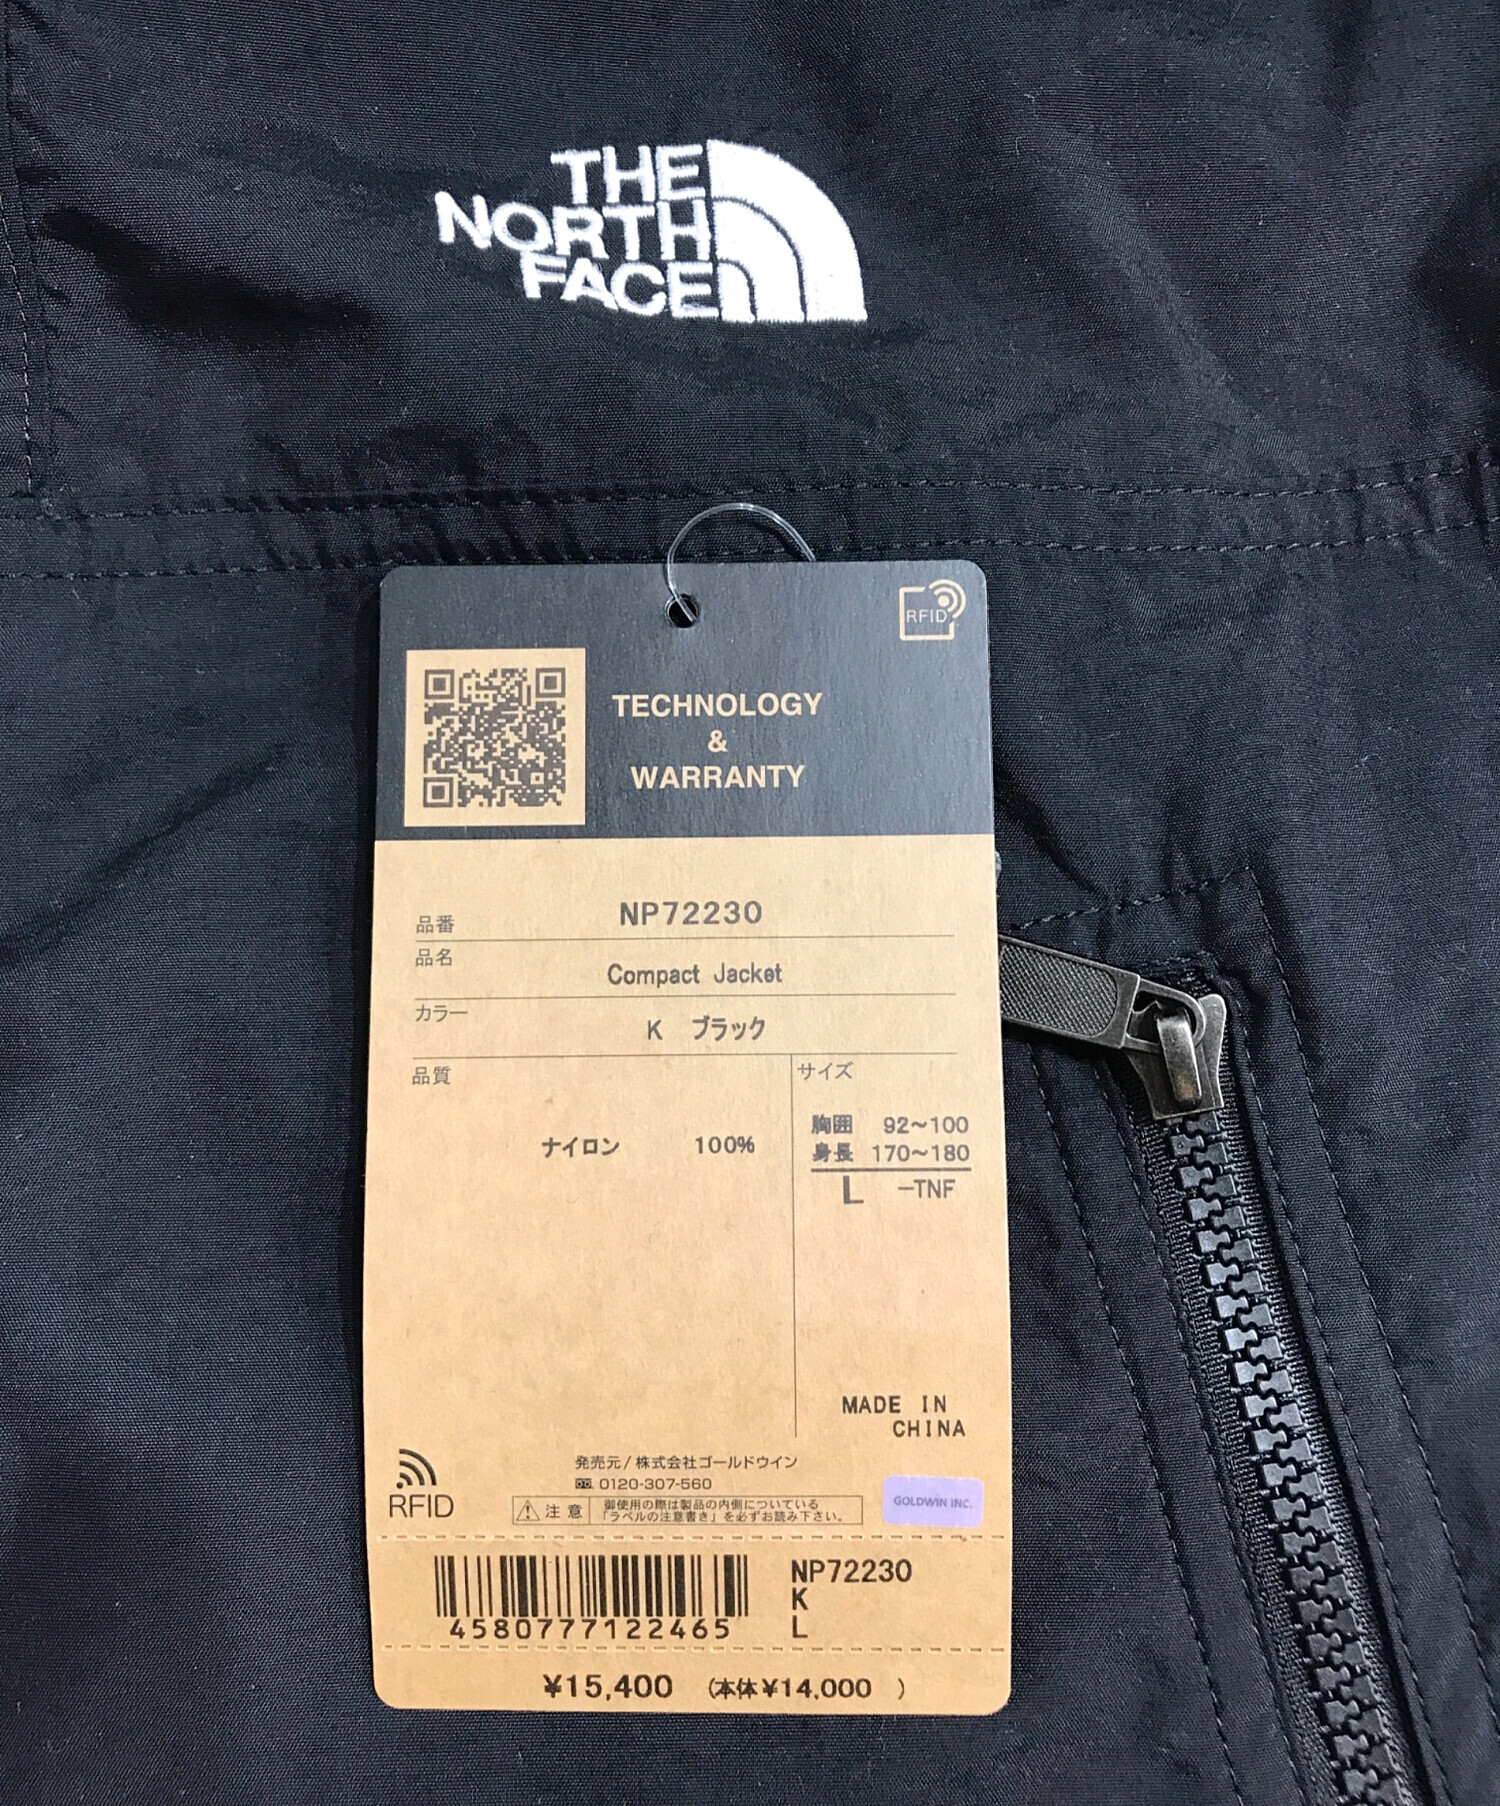 THE
NORTH
FACE
RFID
TECHNOLOGY
&
WARRANTY
品番 NP72230
品名 Compact Jacket
カラー K ブラック
品質
ナイロン 100%
サイズ
胸囲 92~100
身長 170~180
L -TNF
MADE IN
CHINA
RFID
発売元/株式会社ゴールドウイン
0120-307-560
注意
御使用の際は製品の内側についている
「ラベルの注意書き」を必ずお読み下さい。
GOLDWIN INC.
4580777122465
NP72230
K
L
¥15,400 (本体¥14,000 )